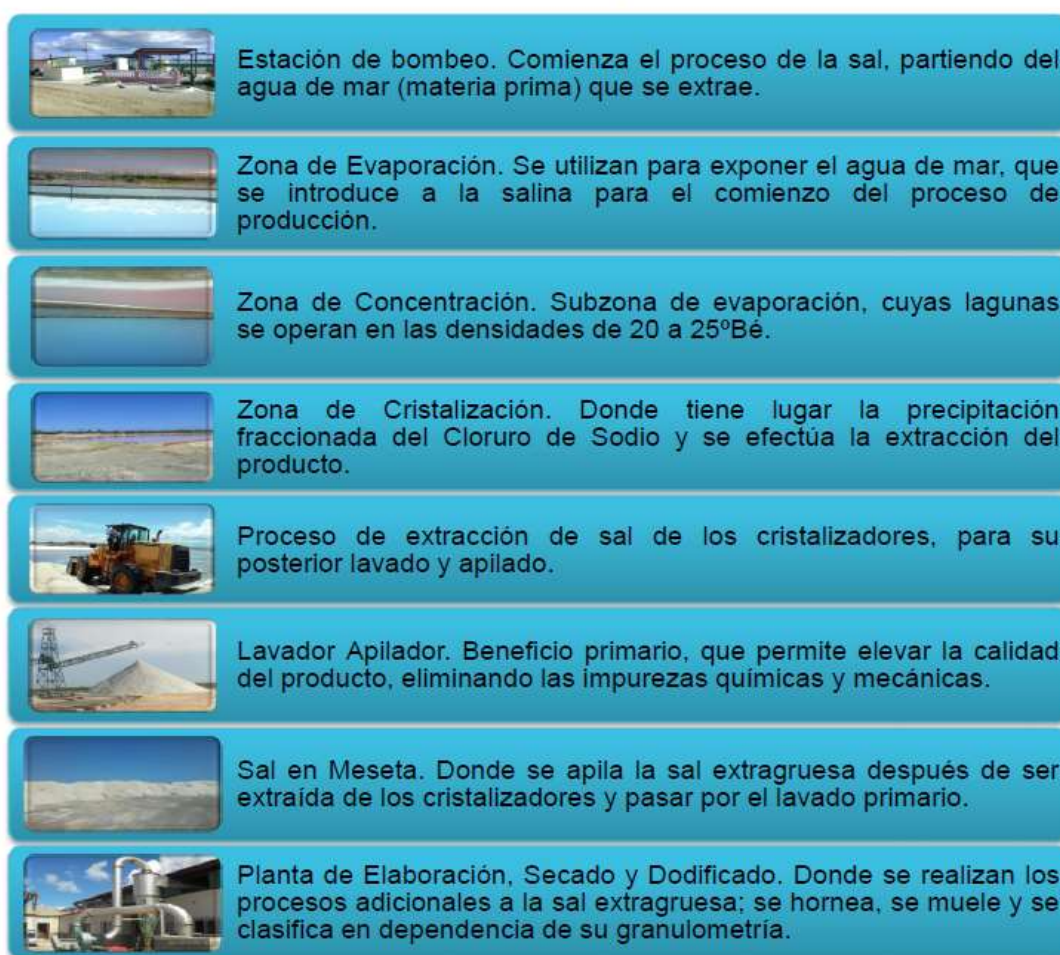 Estación de bombeo. Comienza el proceso de la sal, partiendo del
agua de mar (materia prima) que se extrae.
Zona de Evaporación. Se utilizan para exponer el agua de mar, que
se introduce a la salina para el comienzo del proceso de
producción.
Zona de Concentración. Subzona de evaporación, cuyas lagunas
se operan en las densidades de 20 a 25ºBé.
Zona de Cristalización. Donde tiene lugar la precipitación
fraccionada del Cloruro de Sodio y se efectúa la extracción del
producto.
Proceso de extracción de sal de los cristalizadores, para su
posterior lavado y apilado.
Lavador Apilador. Beneficio primario, que permite elevar la calidad
del producto, eliminando las impurezas químicas y mecánicas.
Sal en Meseta. Donde se apila la sal extragruesa después de ser
extraída de los cristalizadores y pasar por el lavado primario.
Planta de Elaboración, Secado y Dodificado. Donde se realizan los
procesos adicionales a la sal extragruesa; se hornea, se muele y se
clasifica en dependencia de su granulometría.